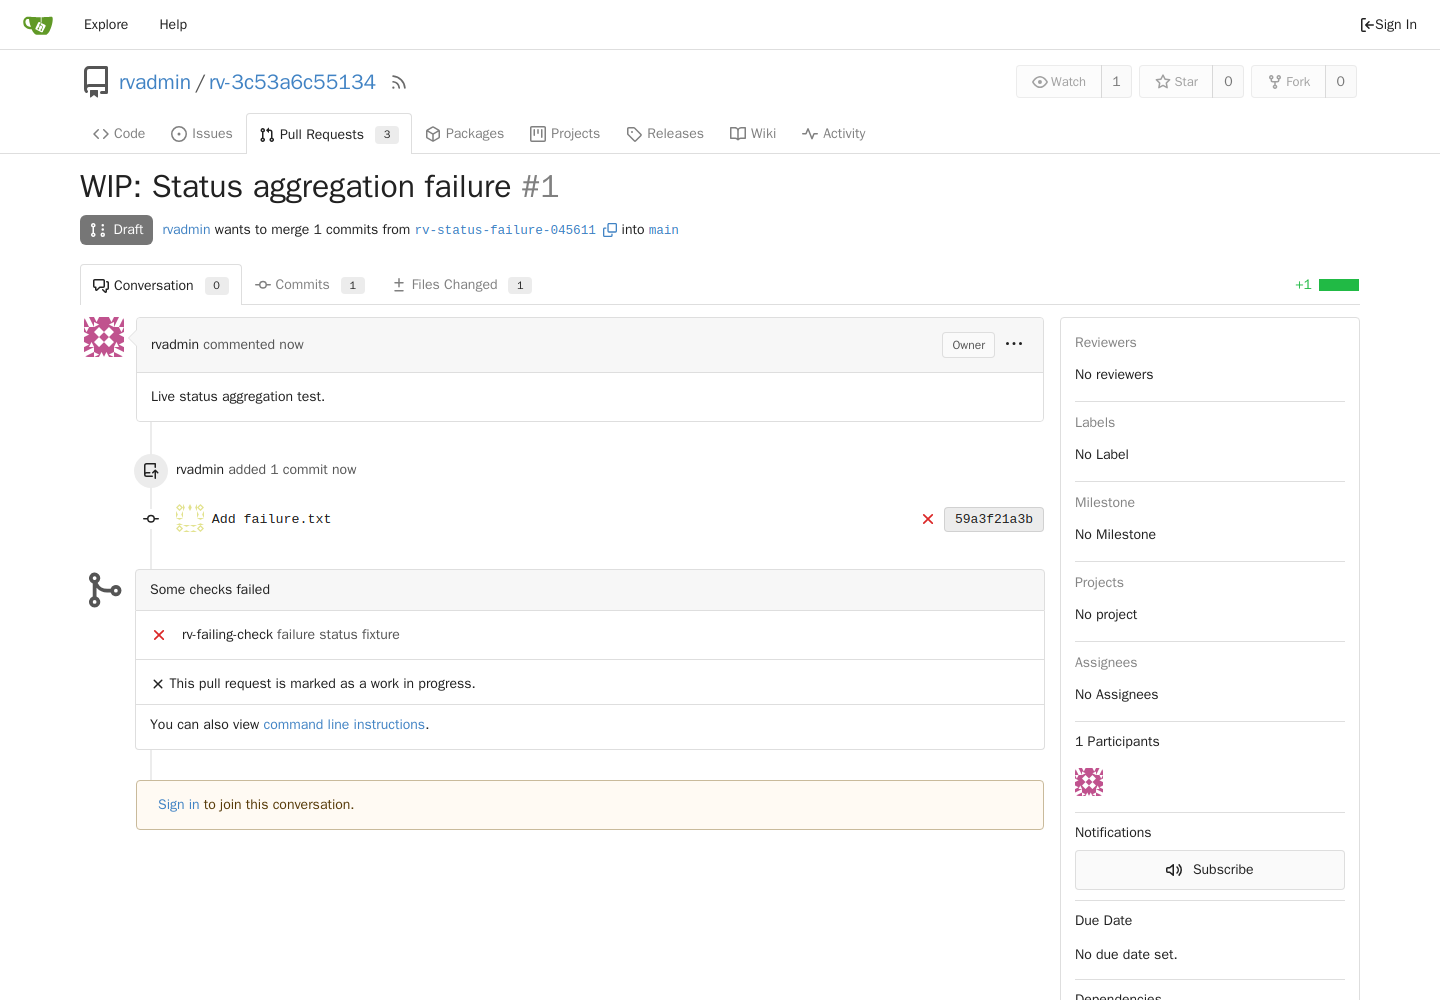 Explore Help Sign In
rvadmin / rv-3c53a6c55134 Watch 1 Star 0 Fork 0
Code Issues Pull Requests 3 Packages Projects Releases Wiki Activity
WIP: Status aggregation failure #1
Draft rvadmin wants to merge 1 commits from rv-status-failure-045611 into main
Conversation 0 Commits 1 Files Changed 1 +1
rvadmin commented now Owner
Live status aggregation test.
rvadmin added 1 commit now
Add failure.txt 59a3f21a3b
Some checks failed
rv-failing-check failure status fixture
This pull request is marked as a work in progress.
You can also view command line instructions.
Sign in to join this conversation.
Reviewers
No reviewers
Labels
No Label
Milestone
No Milestone
Projects
No project
Assignees
No Assignees
1 Participants
Notifications
Subscribe
Due Date
No due date set.
Dependencies